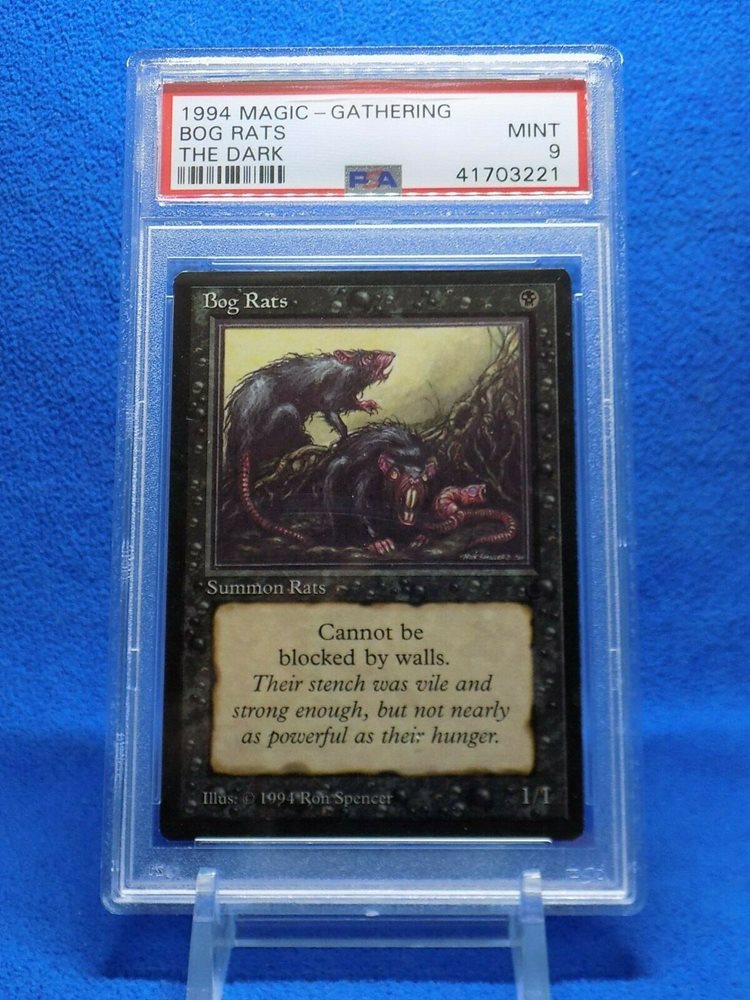 1994 MAGIC – GATHERING
BOG RATS MINT
THE DARK 9
PSA 41703221
Bog Rats
Summon Rats
Cannot be
blocked by walls.
Their stench was vile and
strong enough, but not nearly
as powerful as their hunger.
Illus: © 1994 Ron Spencer 1/1